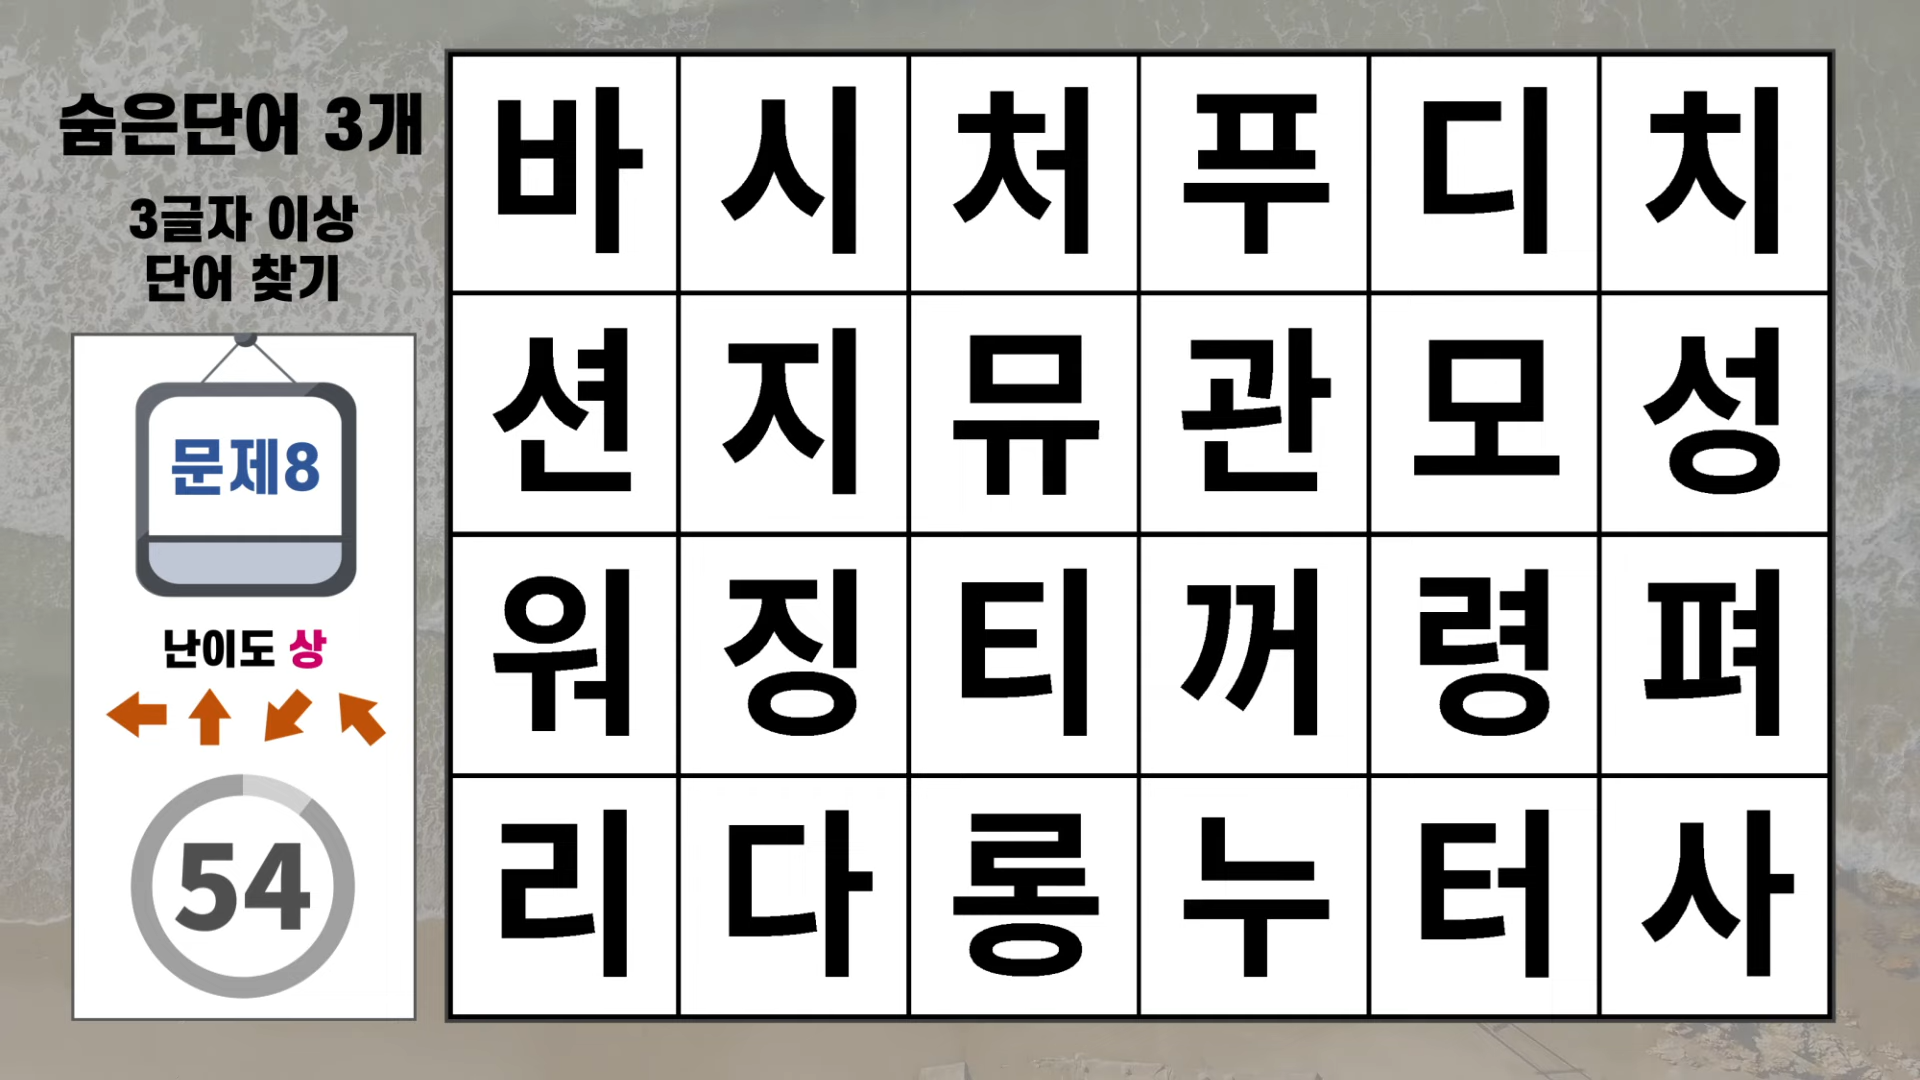 숨은단어 3개
3글자 이상
단어 찾기
문제8
난이도 상
54
바 시 처 푸 디 치
션 지 뮤 관 모 성
워 징 티 꺼 령 펴
리 다 롱 누 터 사